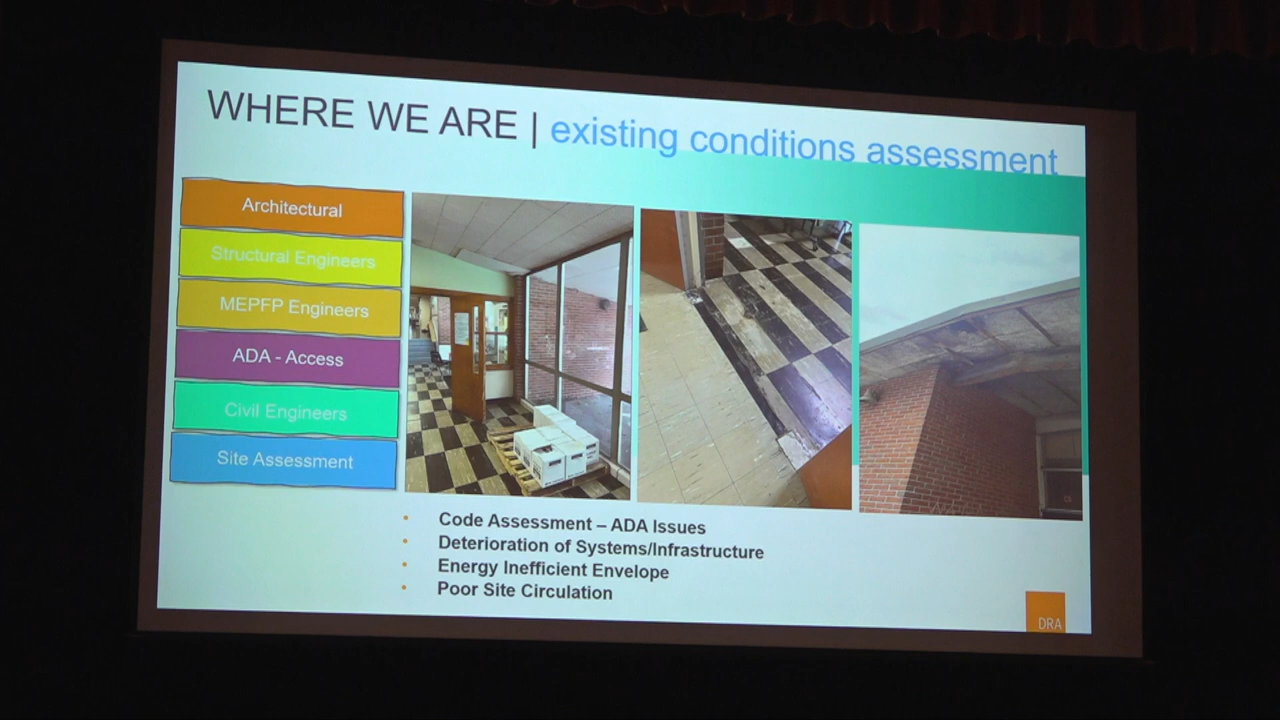 WHERE WE ARE | existing conditions assessment
Architectural
Structural Engineers
MEPFP Engineers
ADA - Access
Civil Engineers
Site Assessment
• Code Assessment – ADA Issues
• Deterioration of Systems/Infrastructure
• Energy Inefficient Envelope
• Poor Site Circulation
DRA